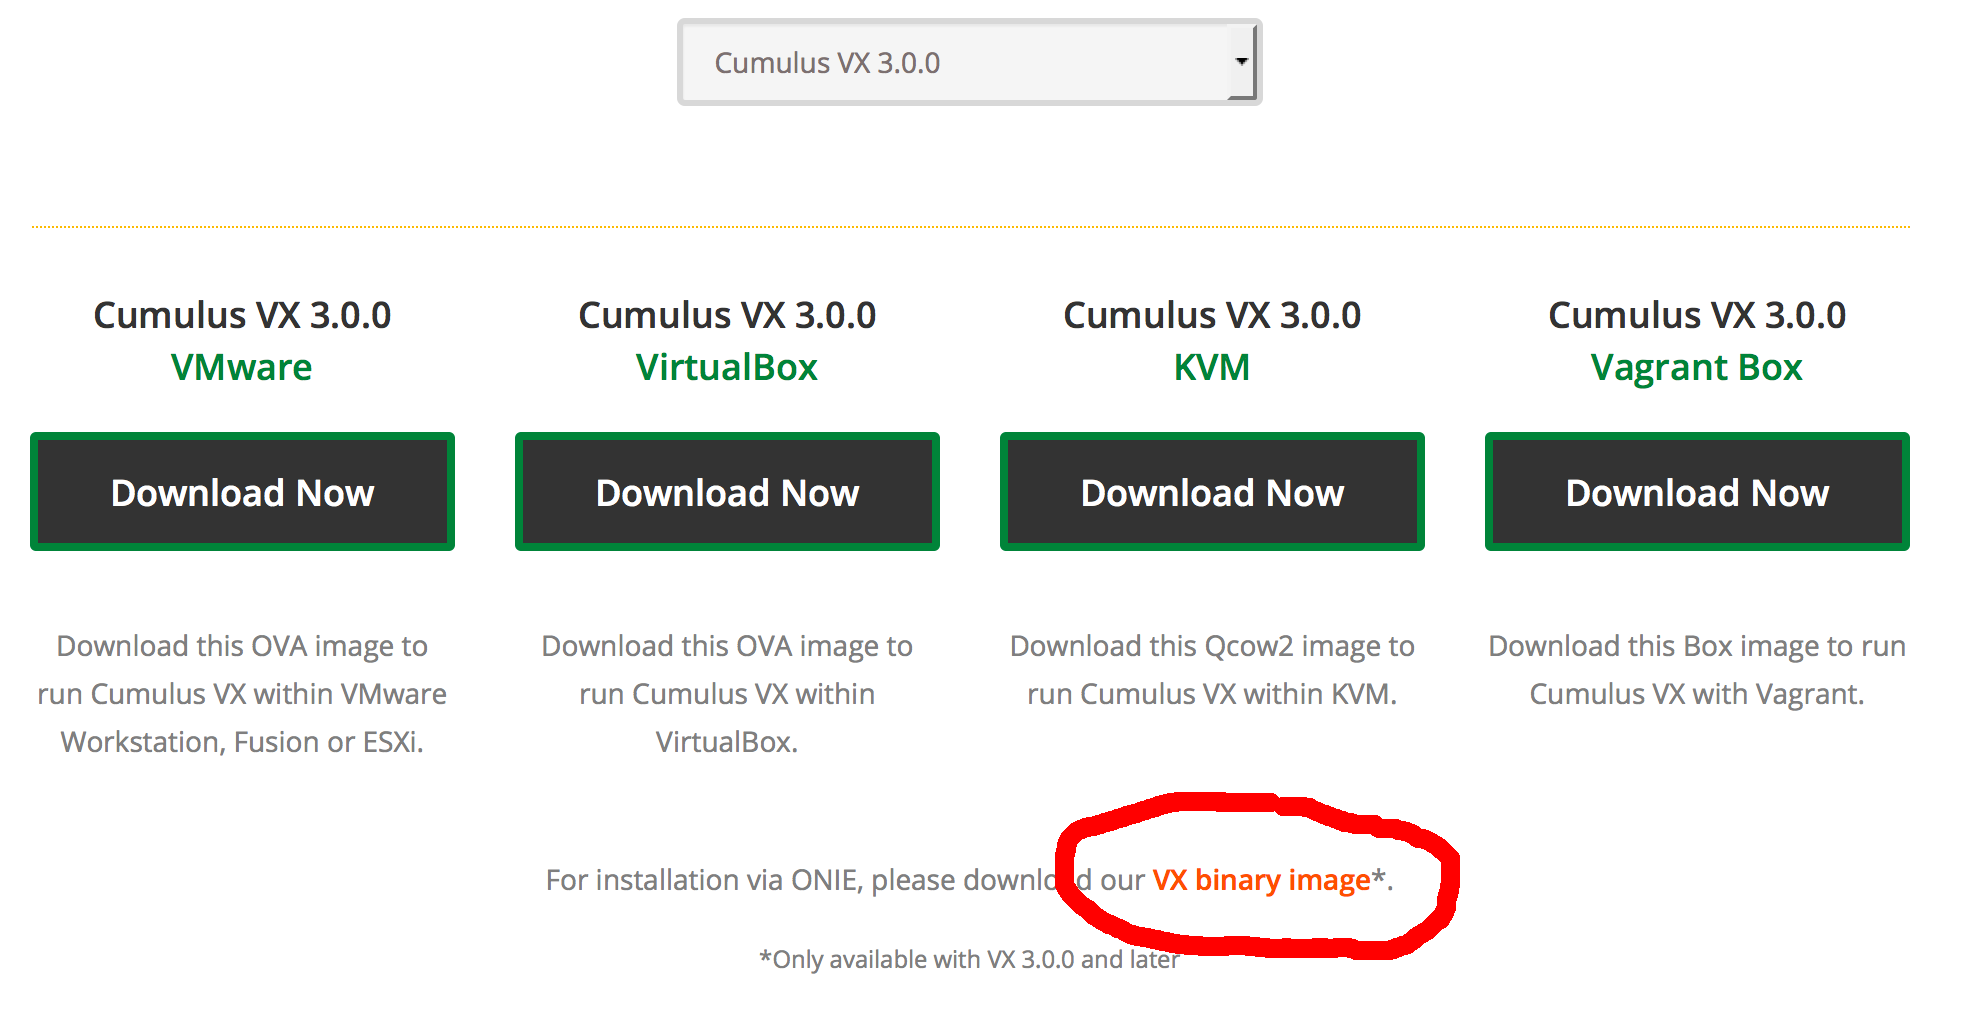 Cumulus VX 3.0.0
Cumulus VX 3.0.0
VMware
Download Now
Download this OVA image to
run Cumulus VX within VMware
Workstation, Fusion or ESXi.
Cumulus VX 3.0.0
VirtualBox
Download Now
Download this OVA image to
run Cumulus VX within
VirtualBox.
Cumulus VX 3.0.0
KVM
Download Now
Download this Qcow2 image to
run Cumulus VX within KVM.
Cumulus VX 3.0.0
Vagrant Box
Download Now
Download this Box image to run
Cumulus VX with Vagrant.
For installation via ONIE, please download our VX binary image*.
*Only available with VX 3.0.0 and later